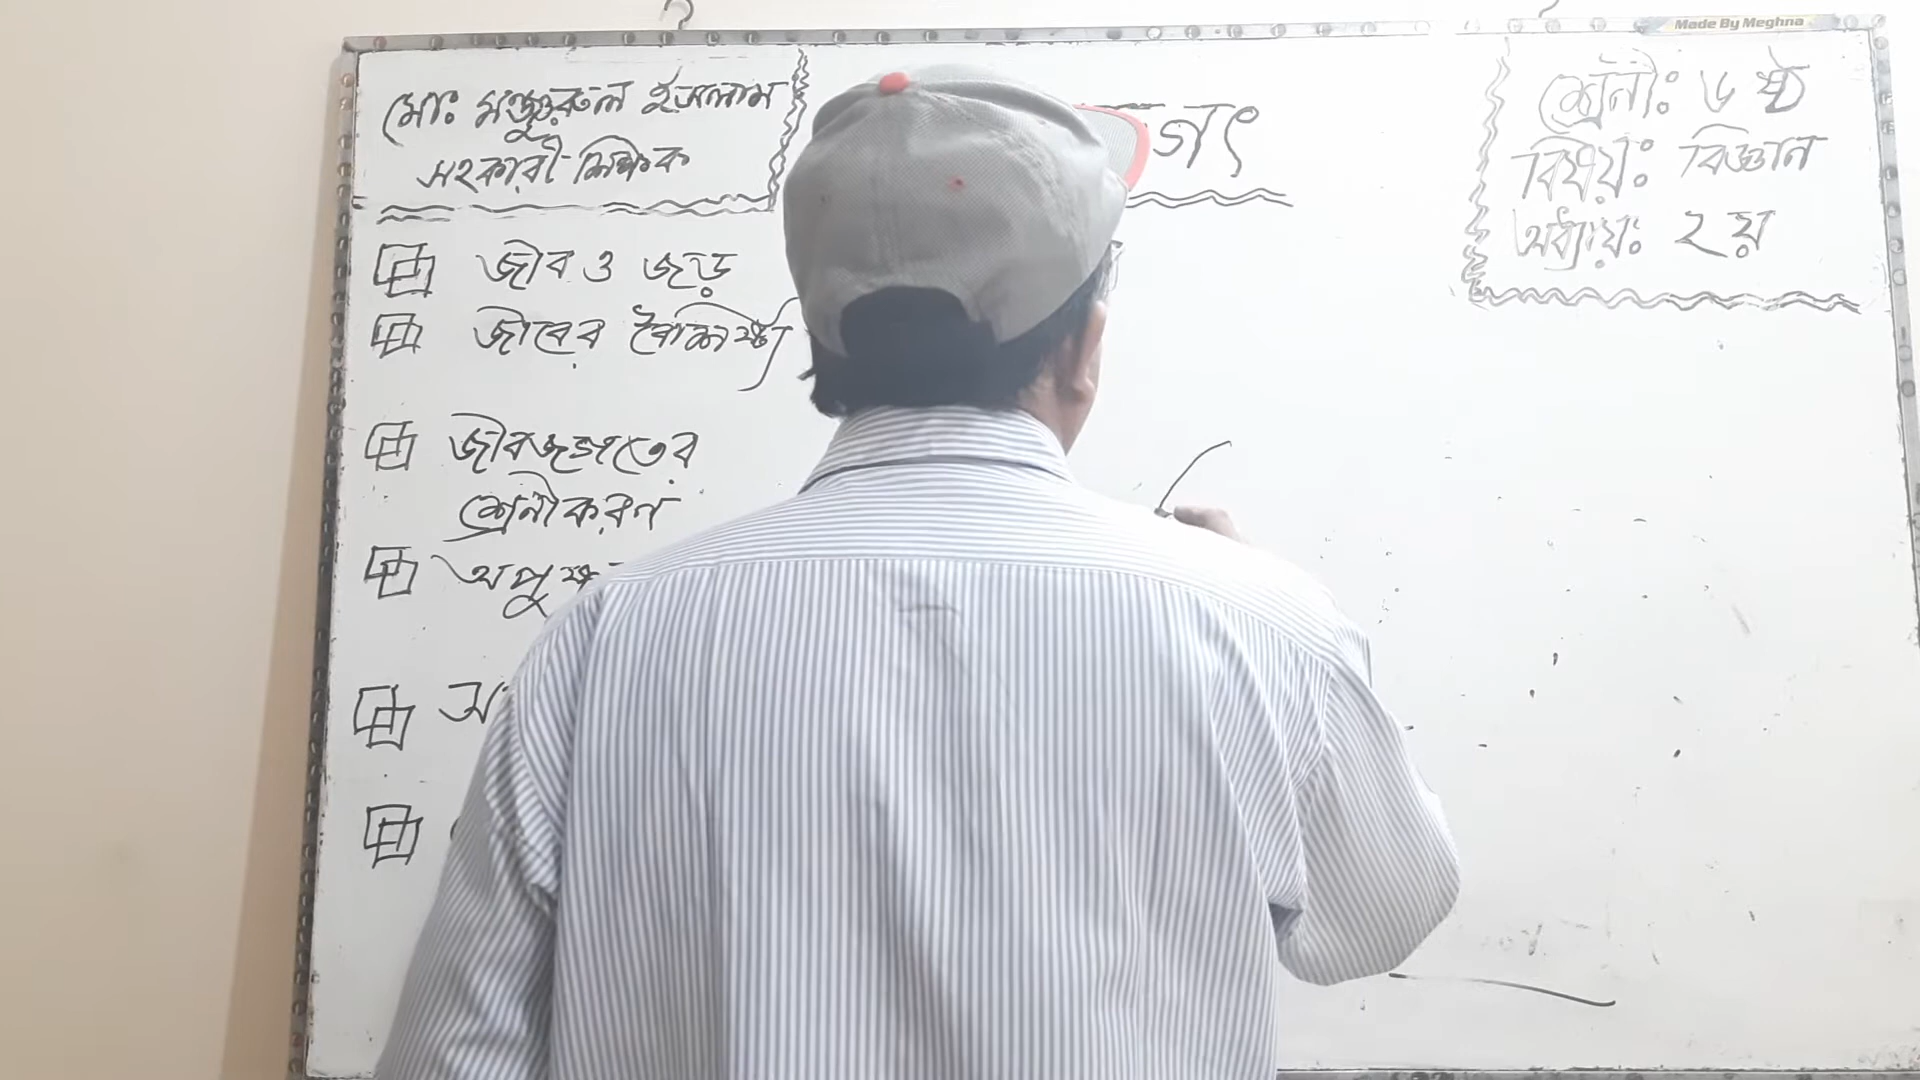 মোঃ মঞ্জুরুল ইসলাম
সহকারী শিক্ষক
শ্রেণীঃ ৬ ষ্ঠ
বিষয়ঃ বিজ্ঞান
অধ্যায়ঃ ২য়
জীব ও জড়
জীবের বৈশিষ্ট্য
জীবজগতের
শ্রেণীকরণ
Made By Meghna